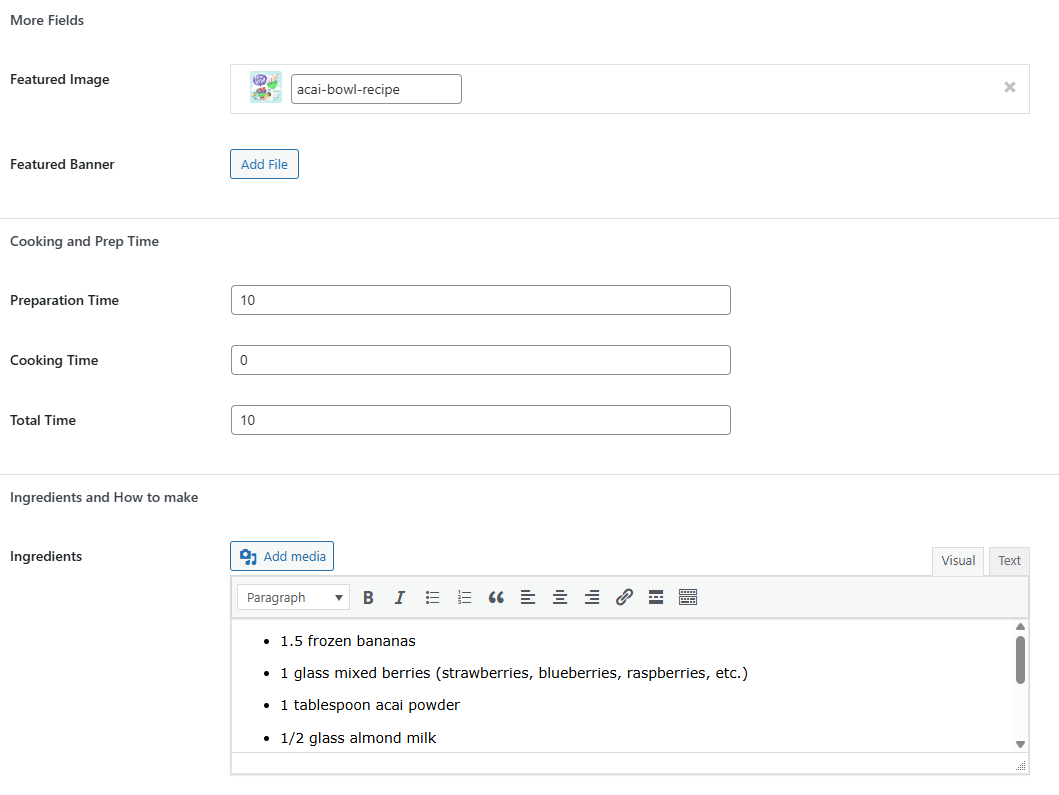 More Fields
Featured Image
acai-bowl-recipe
Featured Banner
Add File
Cooking and Prep Time
Preparation Time
10
Cooking Time
0
Total Time
10
Ingredients and How to make
Ingredients
Add media
Visual
Text
Paragraph
• 1.5 frozen bananas
• 1 glass mixed berries (strawberries, blueberries, raspberries, etc.)
• 1 tablespoon acai powder
• 1/2 glass almond milk